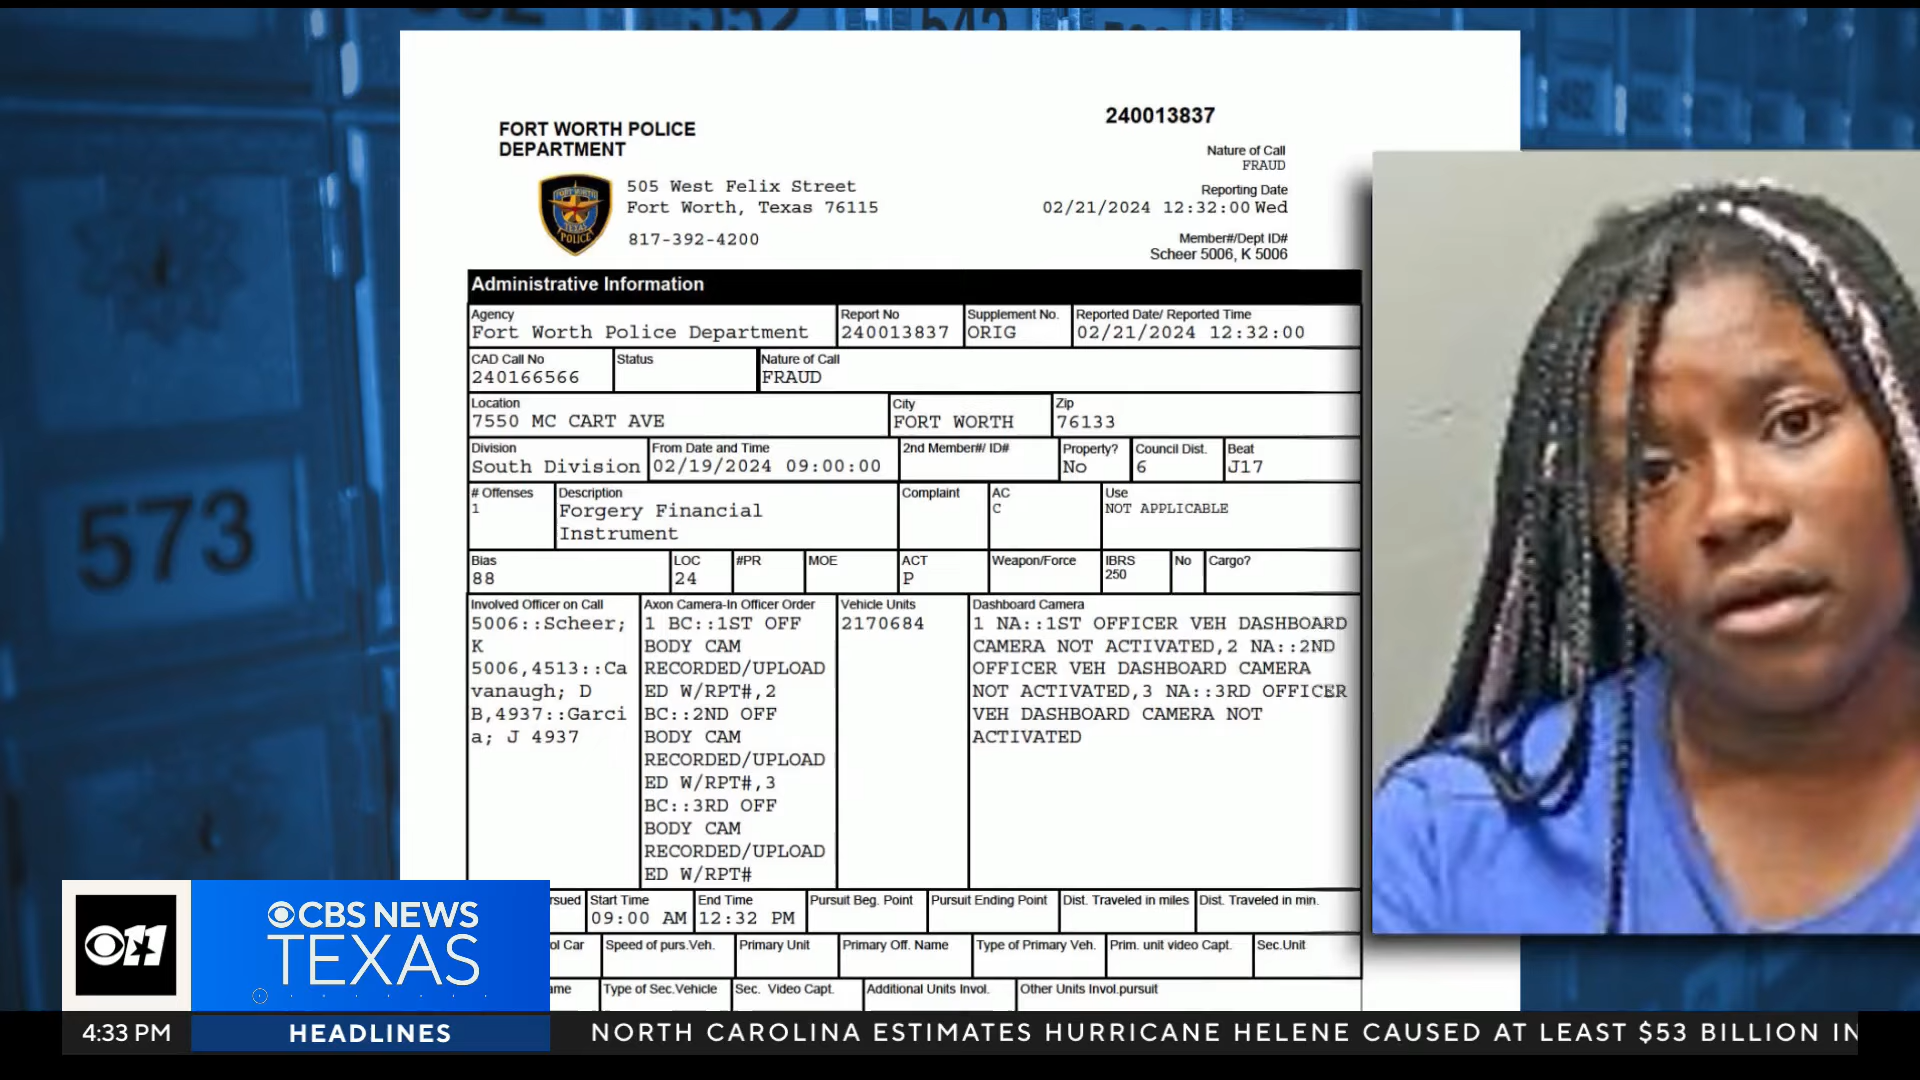 573
240013837
FORT WORTH POLICE
DEPARTMENT
Nature of Call
FRAUD
505 West Felix Street
Fort Worth, Texas 76115
817-392-4200
Reporting Date
02/21/2024 12:32:00 Wed
Member#/Dept ID#
Scheer 5006, K 5006
FORT WORTH
TEXAS
POLICE
Administrative Information
Agency Report No Supplement No. Reported Date/ Reported Time
Fort Worth Police Department 240013837 ORIG 02/21/2024 12:32:00
CAD Call No Status Nature of Call
240166566 FRAUD
Location City Zip
7550 MC CART AVE FORT WORTH 76133
Division From Date and Time 2nd Member#/ ID# Property? Council Dist. Beat
South Division 02/19/2024 09:00:00 No 6 J17
# Offenses Description Complaint AC Use
1 Forgery Financial C NOT APPLICABLE
Instrument
Bias LOC #PR MOE ACT Weapon/Force IBRS No Cargo?
88 24 P 250
Involved Officer on Call Axon Camera-In Officer Order Vehicle Units Dashboard Camera
5006::Scheer; 1 BC::1ST OFF 2170684 1 NA::1ST OFFICER VEH DASHBOARD
K BODY CAM CAMERA NOT ACTIVATED,2 NA::2ND
5006,4513::Ca RECORDED/UPLOAD OFFICER VEH DASHBOARD CAMERA
vanaugh; D ED W/RPT#,2 NOT ACTIVATED,3 NA::3RD OFFICER
B,4937::Garci BC::2ND OFF VEH DASHBOARD CAMERA NOT
a; J 4937 BODY CAM ACTIVATED
RECORDED/UPLOAD
ED W/RPT#,3
BC::3RD OFF
BODY CAM
RECORDED/UPLOAD
ED W/RPT#
rsued Start Time End Time Pursuit Beg. Point Pursuit Ending Point Dist. Traveled in miles Dist. Traveled in min.
09:00 AM 12:32 PM
ol Car Speed of purs.Veh. Primary Unit Primary Off. Name Type of Primary Veh. Prim. unit video Capt. Sec.Unit
ame Type of Sec.Vehicle Sec. Video Capt. Additional Units Invol. Other Units Invol.pursuit
11
CBS NEWS
TEXAS
4:33 PM HEADLINES NORTH CAROLINA ESTIMATES HURRICANE HELENE CAUSED AT LEAST $53 BILLION IN